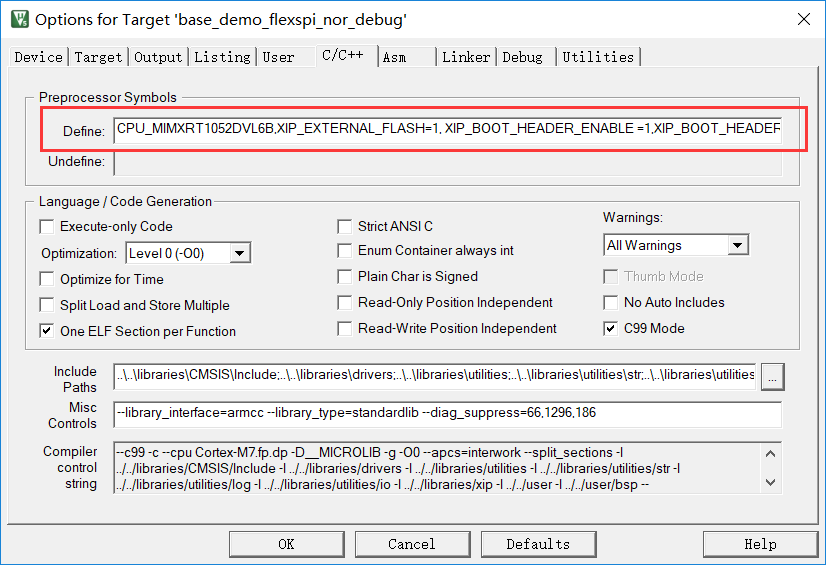 Options for Target 'base_demo_flexspi_nor_debug'
Device Target Output Listing User C/C++ Asm Linker Debug Utilities
Preprocessor Symbols
Define: CPU_MIMXRT1052DVL6B,XIP_EXTERNAL_FLASH=1, XIP_BOOT_HEADER_ENABLE =1,XIP_BOOT_HEADER
Undefine:
Language / Code Generation
Execute-only Code
Strict ANSI C
Warnings:
Optimization: Level 0 (-O0)
Enum Container always int
All Warnings
Optimize for Time
Plain Char is Signed
Thumb Mode
Split Load and Store Multiple
Read-Only Position Independent
No Auto Includes
One ELF Section per Function
Read-Write Position Independent
C99 Mode
Include
Paths
..\..\libraries\CMSIS\Include;..\..\libraries\drivers;..\..\libraries\utilities;..\..\libraries\utilities\str;..\..\libraries\utilities
...
Misc
Controls
--library_interface=armcc --library_type=standardlib --diag_suppress=66,1296,186
Compiler
control
string
--c99 -c --cpu Cortex-M7.fp.dp -D__MICROLIB -g -O0 --apcs=interwork --split_sections -I
../../libraries/CMSIS/Include -I ../../libraries/drivers -I ../../libraries/utilities -I ../../libraries/utilities/str -I
../../libraries/utilities/log -I ../../libraries/utilities/io -I ../../libraries/xip -I ../../user -I ../../user/bsp --
OK Cancel Defaults Help